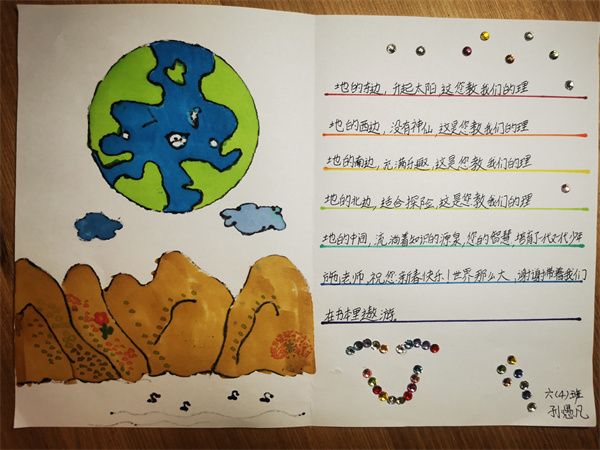 地的东边，升起太阳，这您教我们的理
地的西边，没有神仙，这是您教我们的理
地的南边，充满乐趣，这是您教我们的理
地的北边，适合探险，这是您教我们的理
地的中间，流淌着知识的源泉，您的智慧，培育了一代又一代少年
老师，祝您新春快乐！世界那么大，谢谢带着我们
在书本里遨游。
六(4)班
孙愚凡